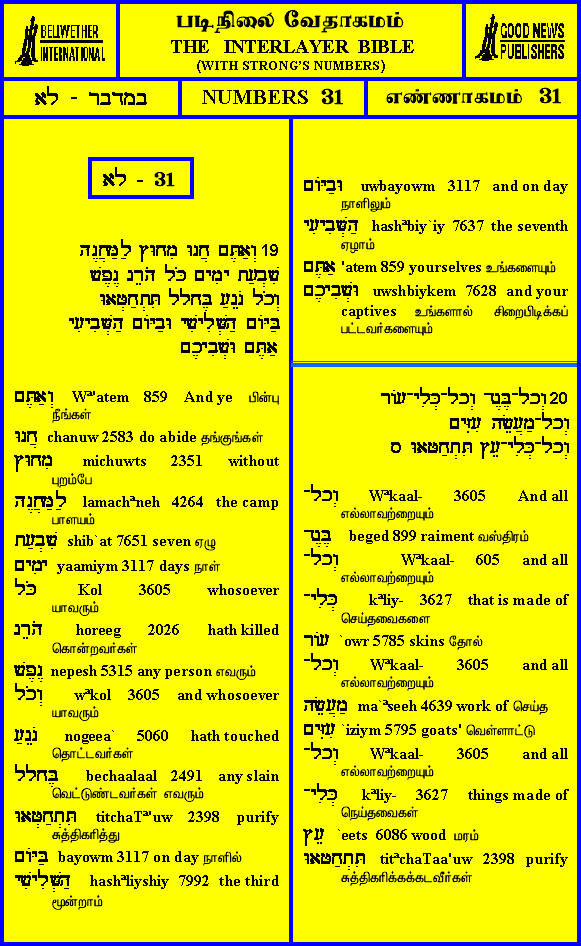 BELLWETHER
INTERNATIONAL
படிநிலை வேதாகமம்
THE INTERLAYER BIBLE
(WITH STRONG'S NUMBERS)
GOOD NEWS
PUBLISHERS
במדבר - לא
NUMBERS 31
எண்ணாகமம் 31
לא - 31
19 וְאַתֶּם חֲנוּ מִחוּץ לַמַּחֲנֶה
שִׁבְעַת יָמִים כֹּל הֹרֵג נֶפֶשׁ
וְכֹל נֹגֵעַ בֶּחָלָל תִּתְחַטְּאוּ
בַּיּוֹם הַשְּׁלִישִׁי וּבַיּוֹם הַשְּׁבִיעִי
אַתֶּם וּשְׁבִיכֶם
וְאַתֶּם Wª'atem 859 And ye பின்பு
நீங்கள்
חֲנוּ chanuw 2583 do abide தங்குங்கள்
מִחוּץ michuwts 2351 without
புறம்பே
לַמַּחֲנֶה lamachªneh 4264 the camp
பாளயம்
שִׁבְעַת shib`at 7651 seven ஏழு
יָמִים yaamiym 3117 days நாள்
כֹּל Kol 3605 whosoever
யாவரும்
הֹרֵג horeeg 2026 hath killed
கொன்றவர்கள்
נֶפֶשׁ nepesh 5315 any person எவரும்
וְכֹל wªkol 3605 and whosoever
யாவரும்
נֹגֵעַ nogeea` 5060 hath touched
தொட்டவர்கள்
בֶּחָלָל bechaalaal 2491 any slain
வெட்டுண்டவர்கள் எவரும்
תִּתְחַטְּאוּ titchaTª'uw 2398 purify
சுத்திகரித்து
בַּיּוֹם bayowm 3117 on day நாளில்
הַשְּׁלִישִׁי hashªliyshiy 7992 the third
மூன்றாம்
וּבַיּוֹם uwbayowm 3117 and on day
நாளிலும்
הַשְּׁבִיעִי hashªbiy`iy 7637 the seventh
ஏழாம்
אַתֶּם 'atem 859 yourselves உங்களையும்
וּשְׁבִיכֶם uwshbiykem 7628 and your
captives உங்களால் சிறைபிடிக்கப்
பட்டவர்களையும்
20 וְכָל־בֶּגֶד וְכָל־כְּלִי־עוֹר
וְכָל־מַעֲשֵׂה עִזִּים
וְכָל־כְּלִי־עֵץ תִּתְחַטָּאוּ ס
וְכָל־ Wªkaal- 3605 And all
எல்லாவற்றையும்
בֶּגֶד beged 899 raiment வஸ்திரம்
וְכָל־ Wªkaal- 605 and all
எல்லாவற்றையும்
כְּלִי־ kªliy- 3627 that is made of
செய்தவைகளை
עוֹר `owr 5785 skins தோல்
וְכָל־ Wªkaal- 3605 and all
எல்லாவற்றையும்
מַעֲשֵׂה ma`ªseeh 4639 work of செய்த
עִזִּים `iziym 5795 goats' வெள்ளாட்டு
וְכָל־ Wªkaal- 3605 and all
எல்லாவற்றையும்
כְּלִי־ kªliy- 3627 things made of
நெய்தவைகள்
עֵץ `eets 6086 wood மரம்
תִּתְחַטָּאוּ titªchaTaa'uw 2398 purify
சுத்திகரிக்கக்கடவீர்கள்